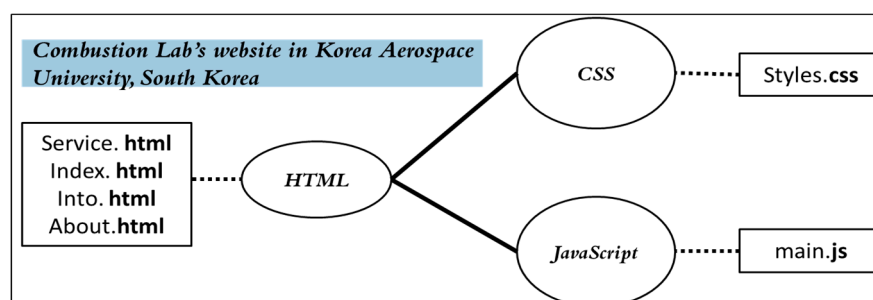 Combustion Lab's website in Korea Aerospace
University, South Korea
CSS
Styles.css
Service. html
Index. html
Into. html
About.html
HTML
JavaScript
main.js